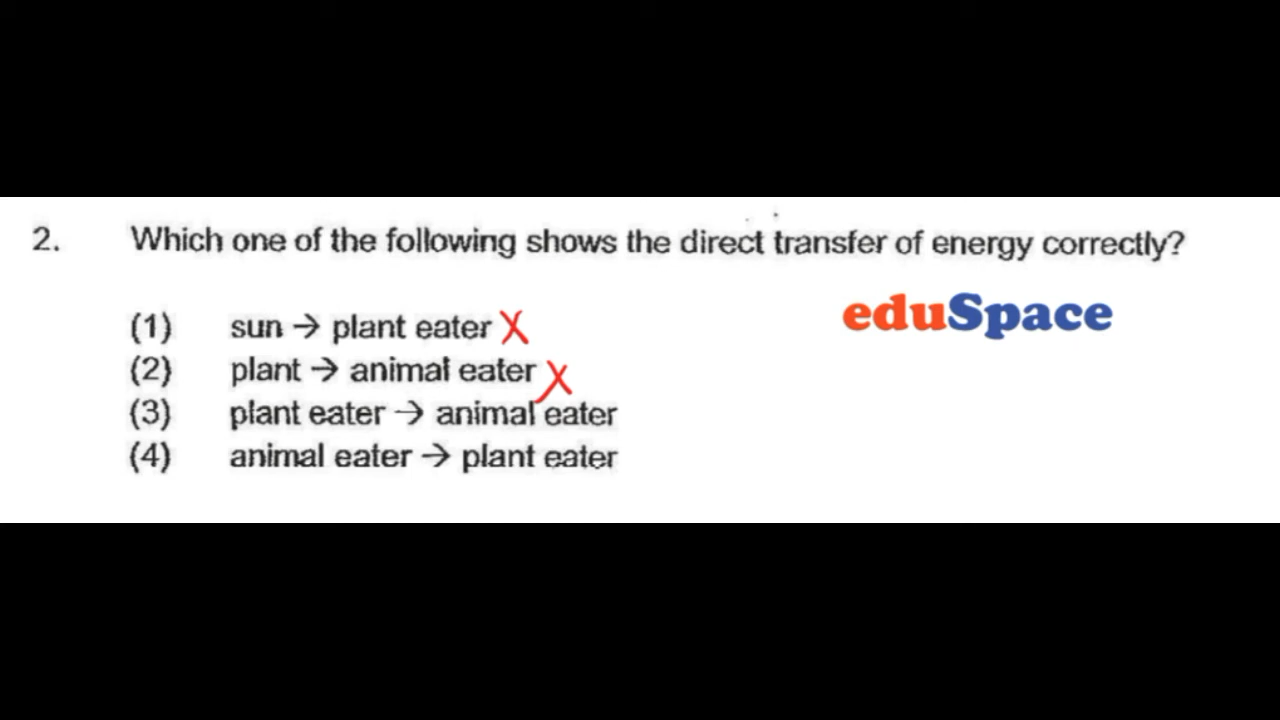 2. Which one of the following shows the direct transfer of energy correctly?
eduSpace
(1) sun → plant eater X
(2) plant → animal eater X
(3) plant eater → animal eater
(4) animal eater → plant eater